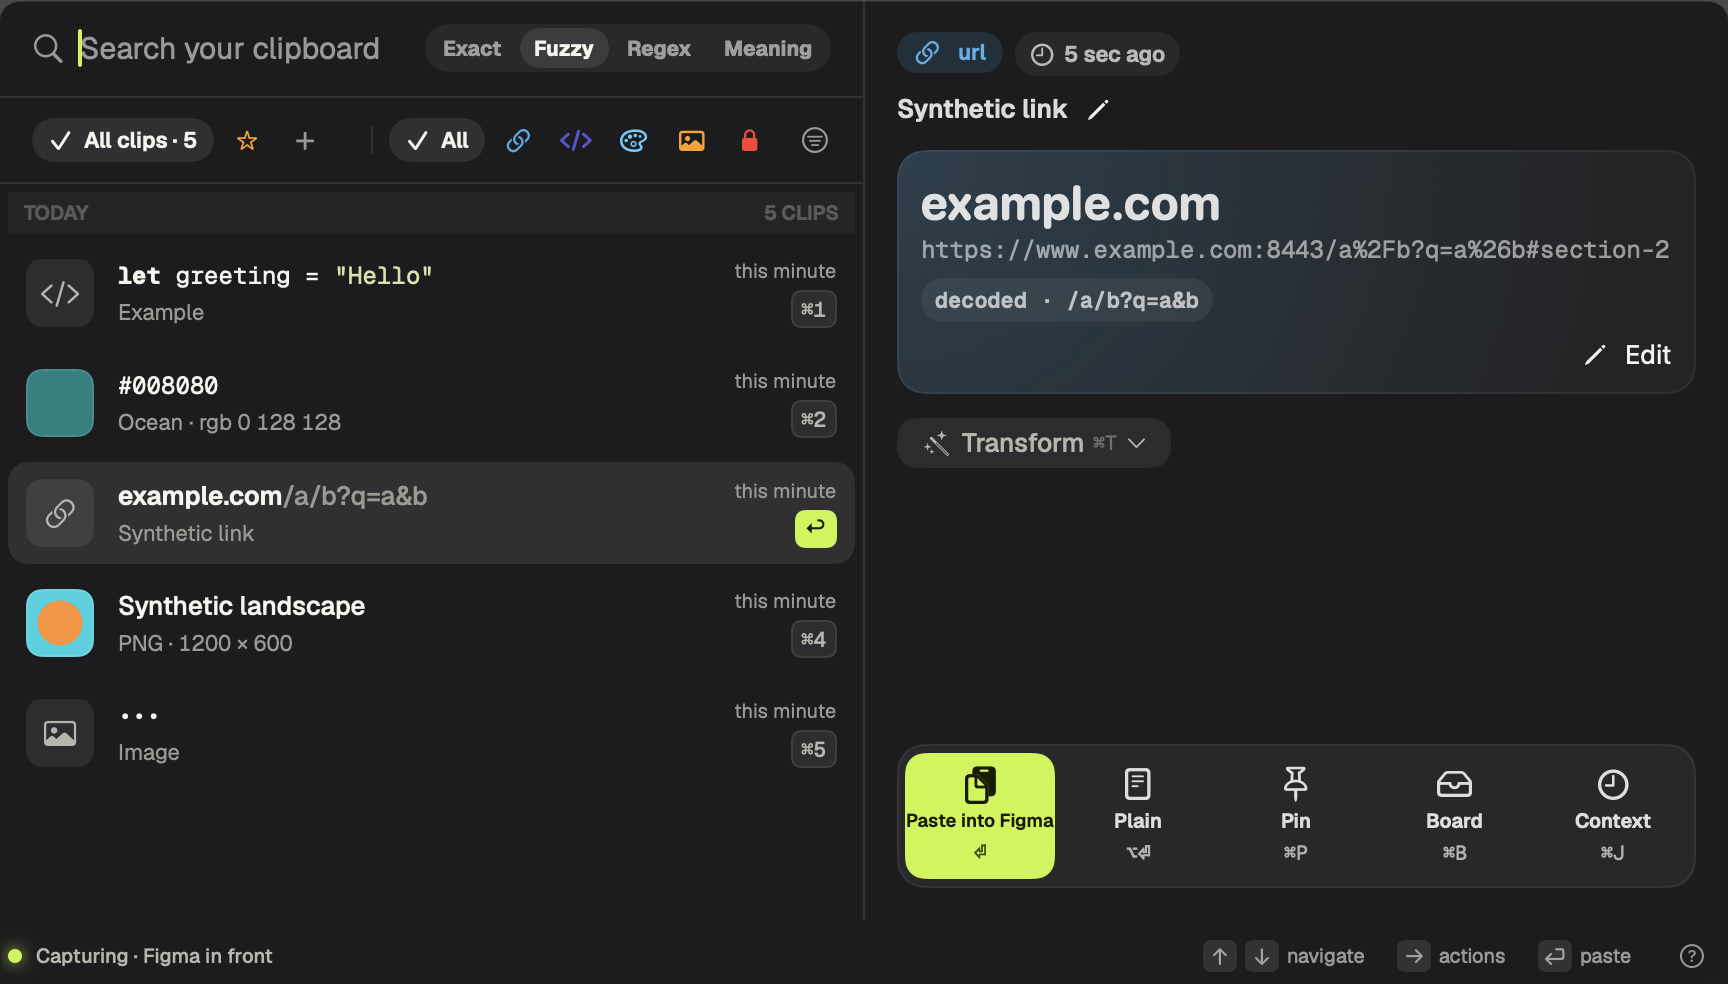 Search your clipboard
Exact Fuzzy Regex Meaning
All clips · 5
All
TODAY 5 CLIPS
let greeting = "Hello" this minute
Example ⌘1
#008080 this minute
Ocean · rgb 0 128 128 ⌘2
example.com/a/b?q=a&b this minute
Synthetic link
Synthetic landscape this minute
PNG · 1200 × 600 ⌘4
... this minute
Image ⌘5
Capturing · Figma in front
url 5 sec ago
Synthetic link
example.com
https://www.example.com:8443/a%2Fb?q=a%26b#section-2
decoded · /a/b?q=a&b
Edit
Transform ⌘T
Paste into Figma Plain Pin Board Context
⏎ ⌥⏎ ⌘P ⌘B ⌘J
↑ ↓ navigate → actions ↩ paste ?